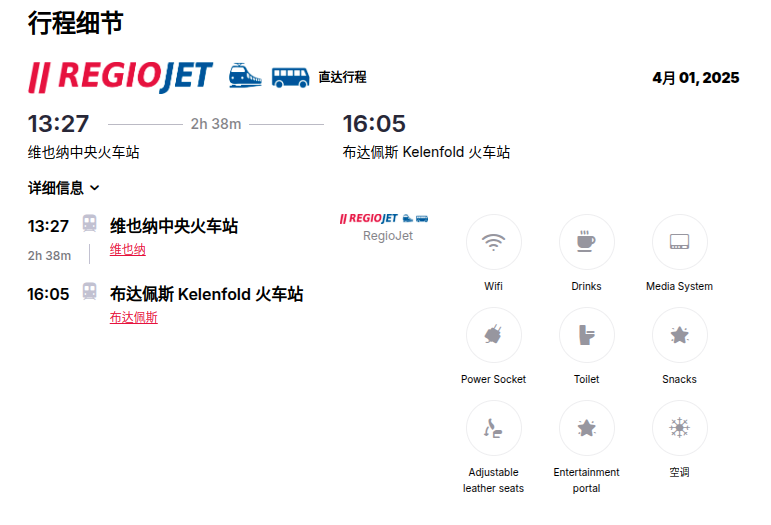 行程细节
REGIOJET 直达行程 4月 01, 2025
13:27 2h 38m 16:05
维也纳中央火车站 布达佩斯 Kelenfold 火车站
详细信息
13:27 维也纳中央火车站
2h 38m 维也纳
16:05 布达佩斯 Kelenfold 火车站
布达佩斯
REGIOJET
RegioJet
Wifi Drinks Media System
Power Socket Toilet Snacks
Adjustable leather seats Entertainment portal 空调